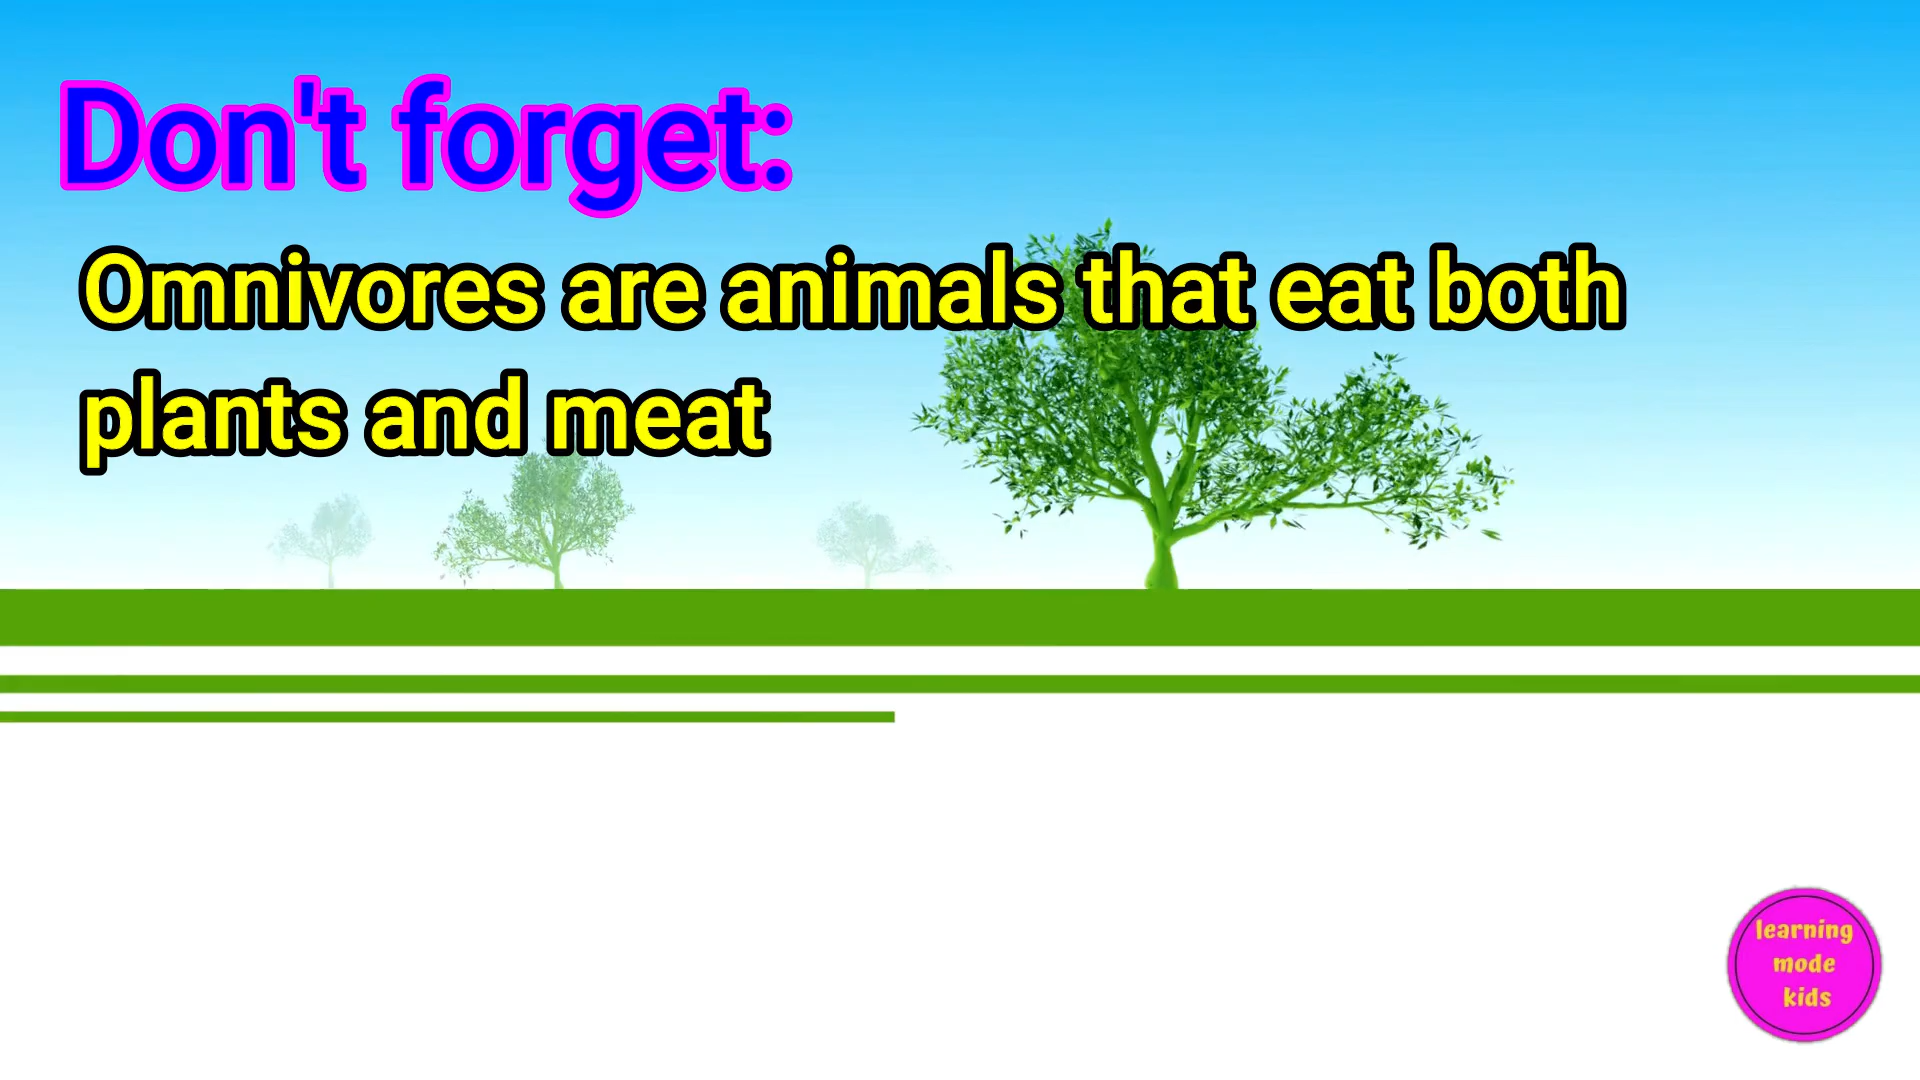 Don't forget:
Omnivores are animals that eat both
plants and meat
learning
mode
kids